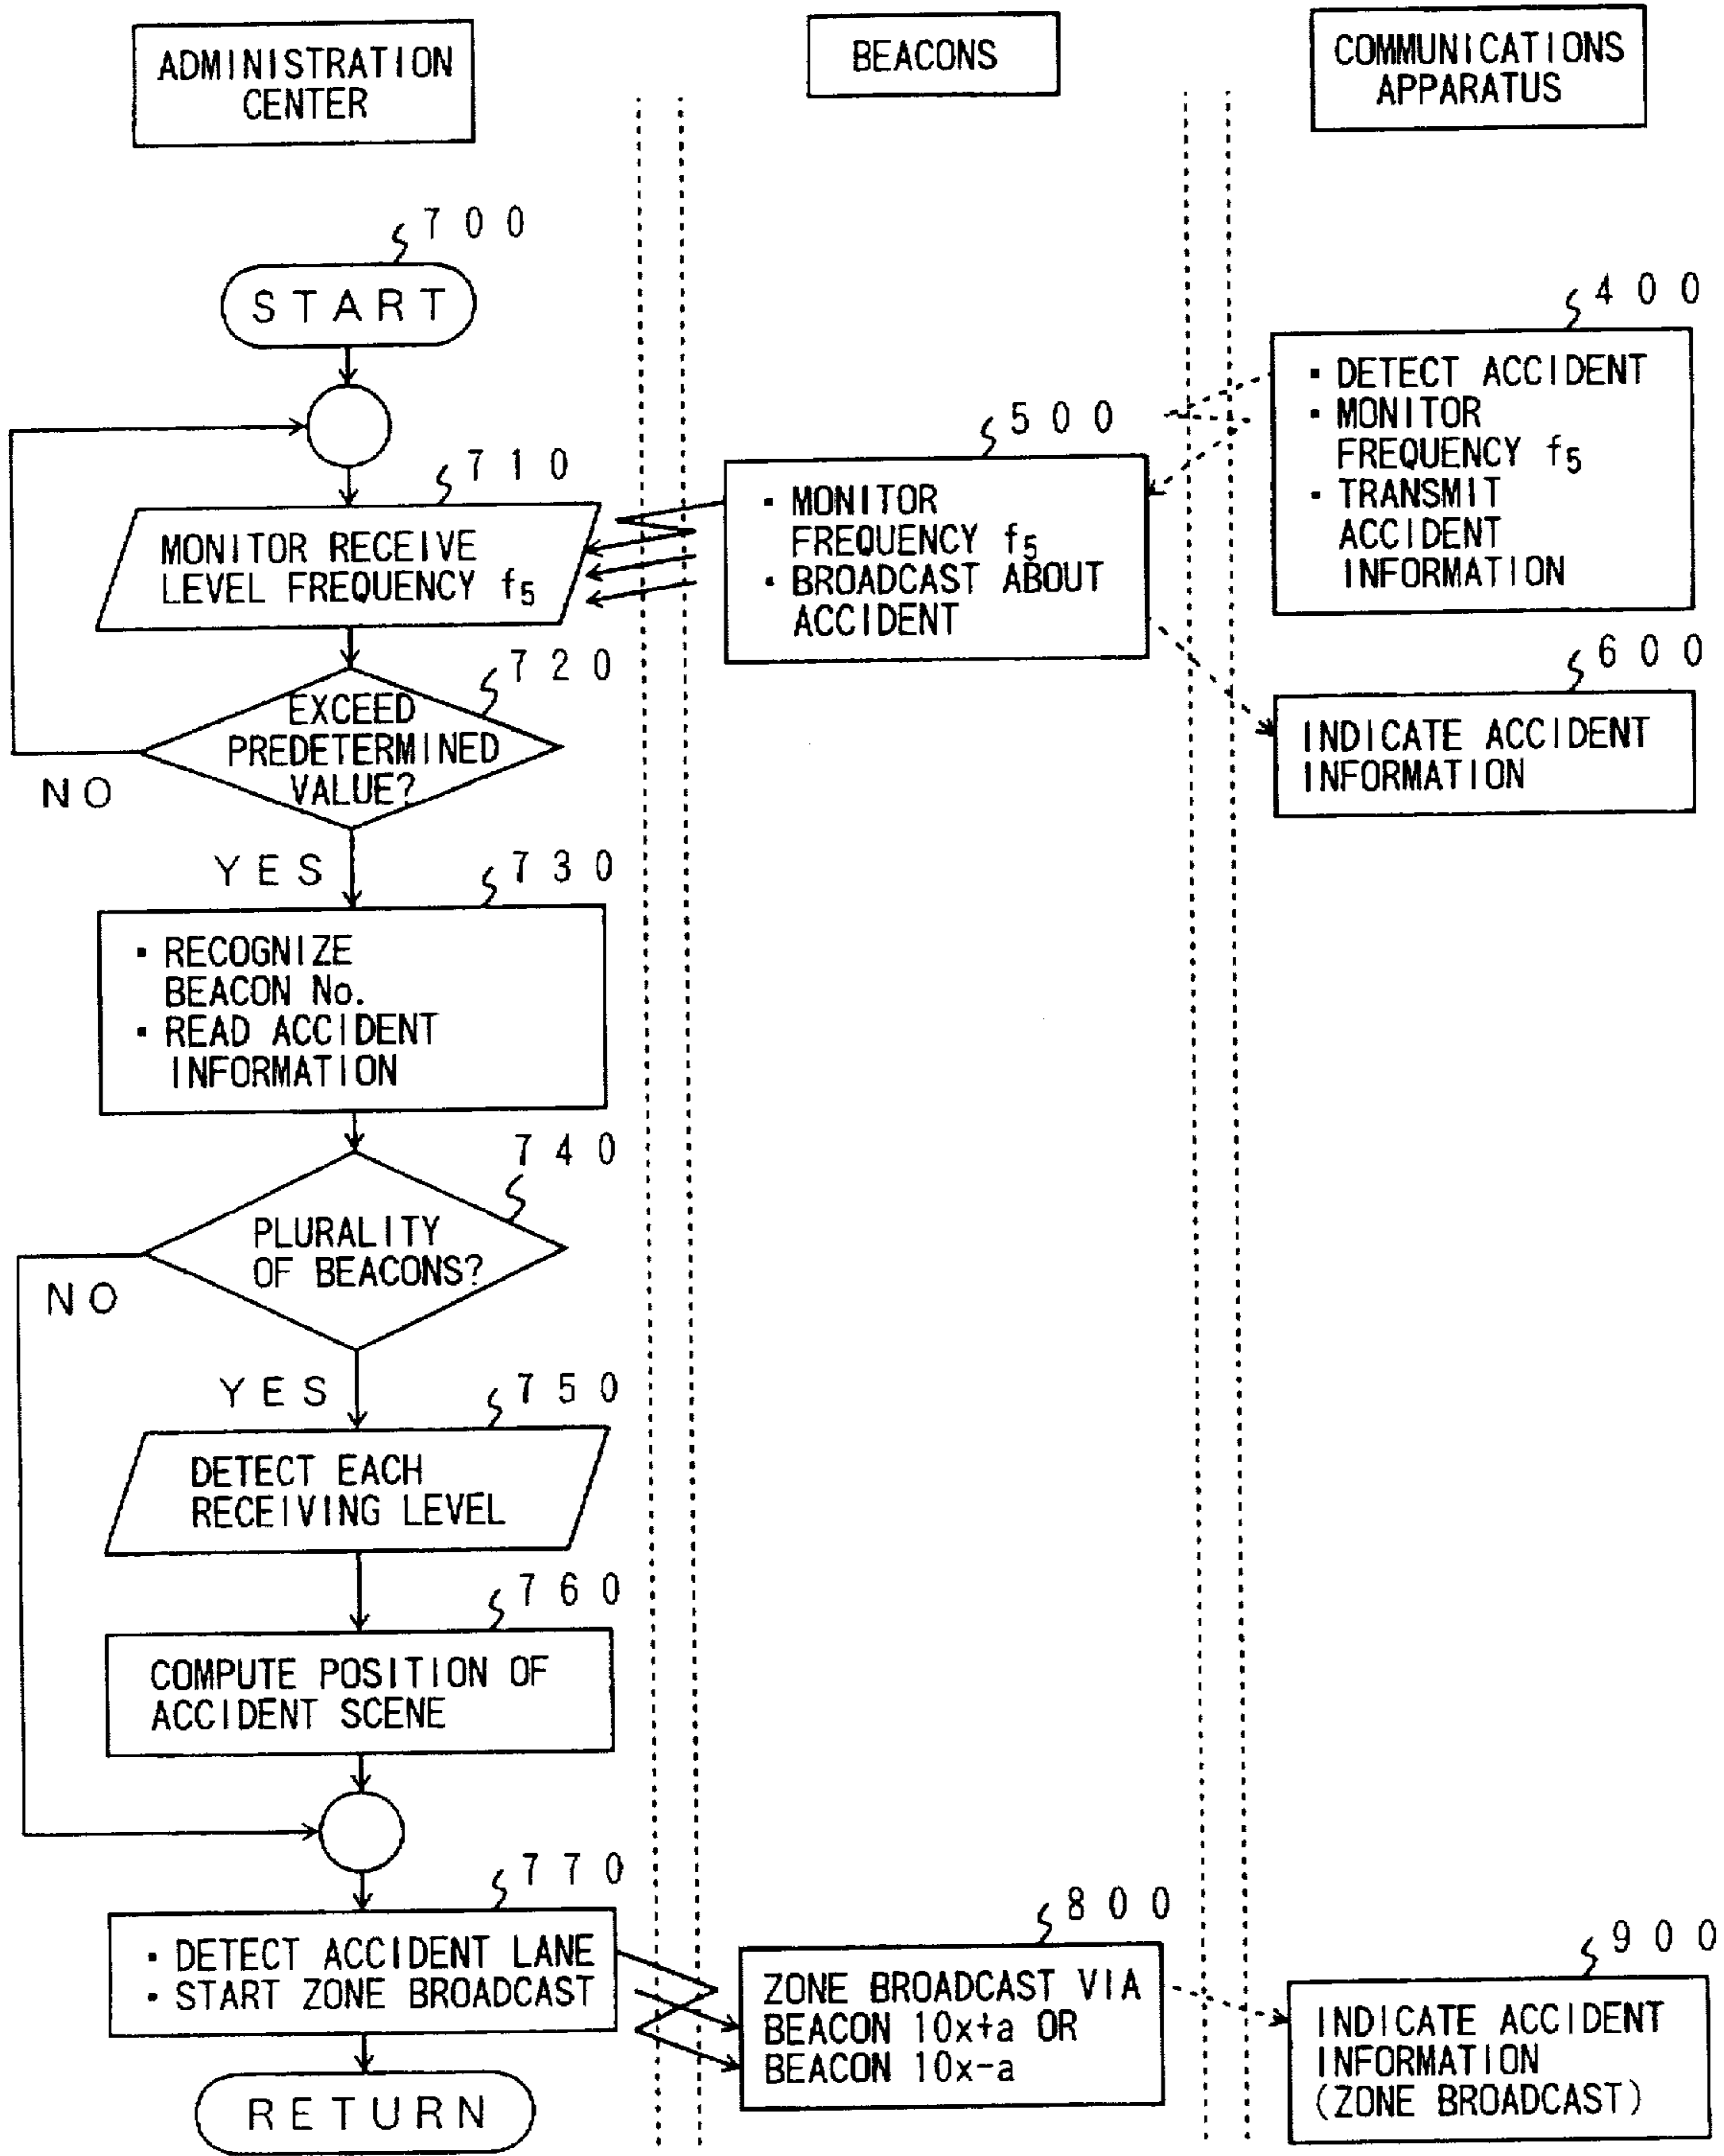 ADMINISTRATION
CENTER
BEACONS
COMMUNICATIONS
APPARATUS
700
START
400
· DETECT ACCIDENT
· MONITOR
FREQUENCY f5
· TRANSMIT
ACCIDENT
INFORMATION
500
· MONITOR
FREQUENCY f5
· BROADCAST ABOUT
ACCIDENT
710
MONITOR RECEIVE
LEVEL FREQUENCY f5
600
INDICATE ACCIDENT
INFORMATION
720
EXCEED
PREDETERMINED
VALUE?
NO
YES
730
· RECOGNIZE
BEACON No.
· READ ACCIDENT
INFORMATION
740
PLURALITY
OF BEACONS?
NO
YES
750
DETECT EACH
RECEIVING LEVEL
760
COMPUTE POSITION OF
ACCIDENT SCENE
770
· DETECT ACCIDENT LANE
· START ZONE BROADCAST
800
ZONE BROADCAST VIA
BEACON 10x+a OR
BEACON 10x-a
900
INDICATE ACCIDENT
INFORMATION
(ZONE BROADCAST)
RETURN